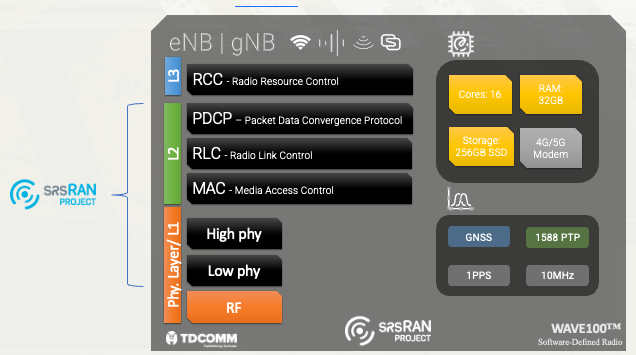 eNB | gNB
L3
RCC - Radio Resource Control
L2
PDCP – Packet Data Convergence Protocol
RLC - Radio Link Control
MAC - Media Access Control
Phy. Layer/ L1
High phy
Low phy
RF
srsRAN
PROJECT
Cores: 16
RAM:
32GB
Storage:
256GB SSD
4G/5G
Modem
GNSS
1588 PTP
1PPS
10MHz
TDCOMM
srsRAN
PROJECT
WAVE100™
Software-Defined Radio